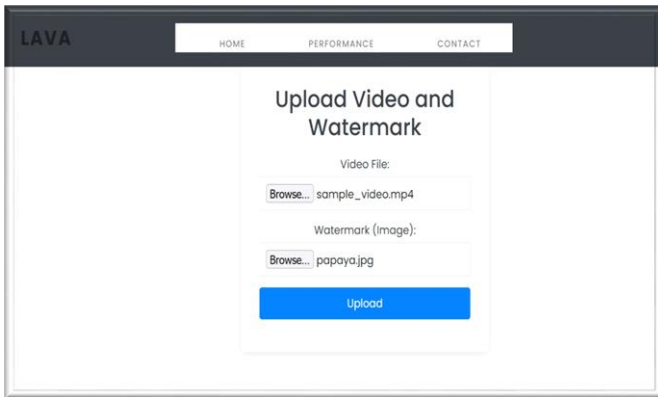 LAVA
HOME PERFORMANCE CONTACT
Upload Video and
Watermark
Video File:
Browse... sample_video.mp4
Watermark (Image):
Browse... papaya.jpg
Upload